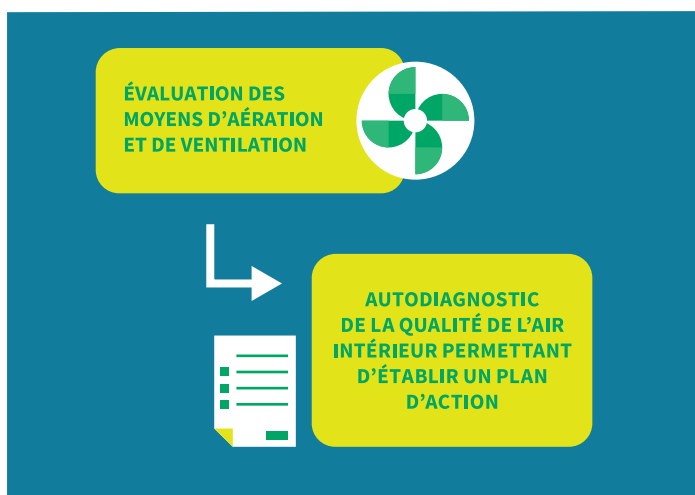 ÉVALUATION DES
MOYENS D’AÉRATION
ET DE VENTILATION
AUTODIAGNOSTIC
DE LA QUALITÉ DE L’AIR
INTÉRIEUR PERMETTANT
D’ÉTABLIR UN PLAN
D’ACTION